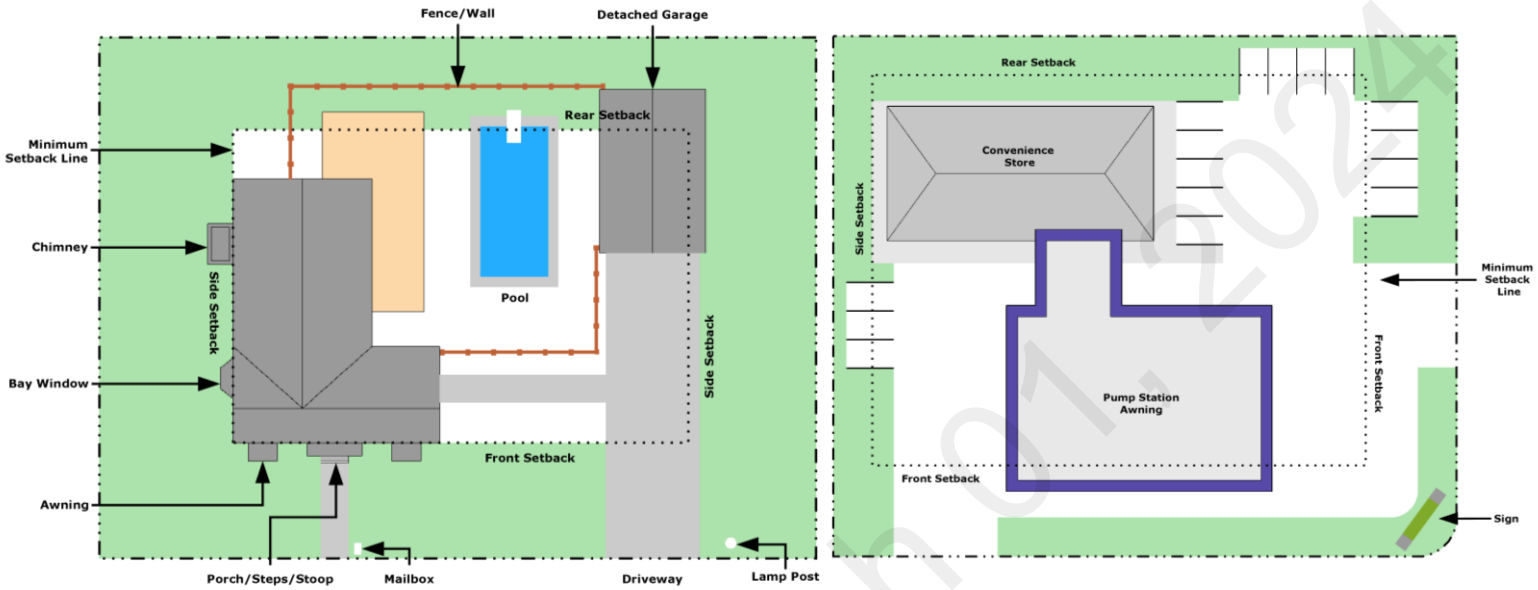 Fence/Wall
Detached Garage
Rear Setback
Minimum
Setback Line
Chimney
Side Setback
Pool
Bay Window
Side Setback
Front Setback
Awning
Porch/Steps/Stoop
Mailbox
Driveway
Lamp Post
Rear Setback
Convenience
Store
Side Setback
Minimum
Setback
Line
Front Setback
Pump Station
Awning
Front Setback
Sign
h 01, 2024